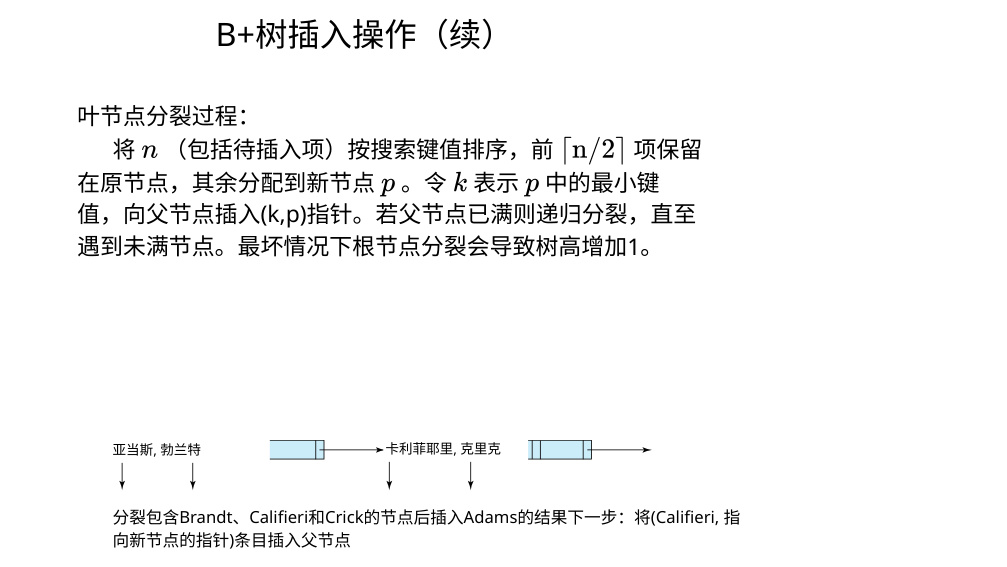 B+树插入操作（续）
叶节点分裂过程：
将 n （包括待插入项）按搜索键值排序，前 ⌈n/2⌉ 项保留
在原节点，其余分配到新节点 p 。令 k 表示 p 中的最小键
值，向父节点插入(k,p)指针。若父节点已满则递归分裂，直至
遇到未满节点。最坏情况下根节点分裂会导致树高增加1。
亚当斯, 勃兰特
卡利菲耶里, 克里克
分裂包含Brandt、Califieri和Crick的节点后插入Adams的结果下一步：将(Califieri, 指
向新节点的指针)条目插入父节点